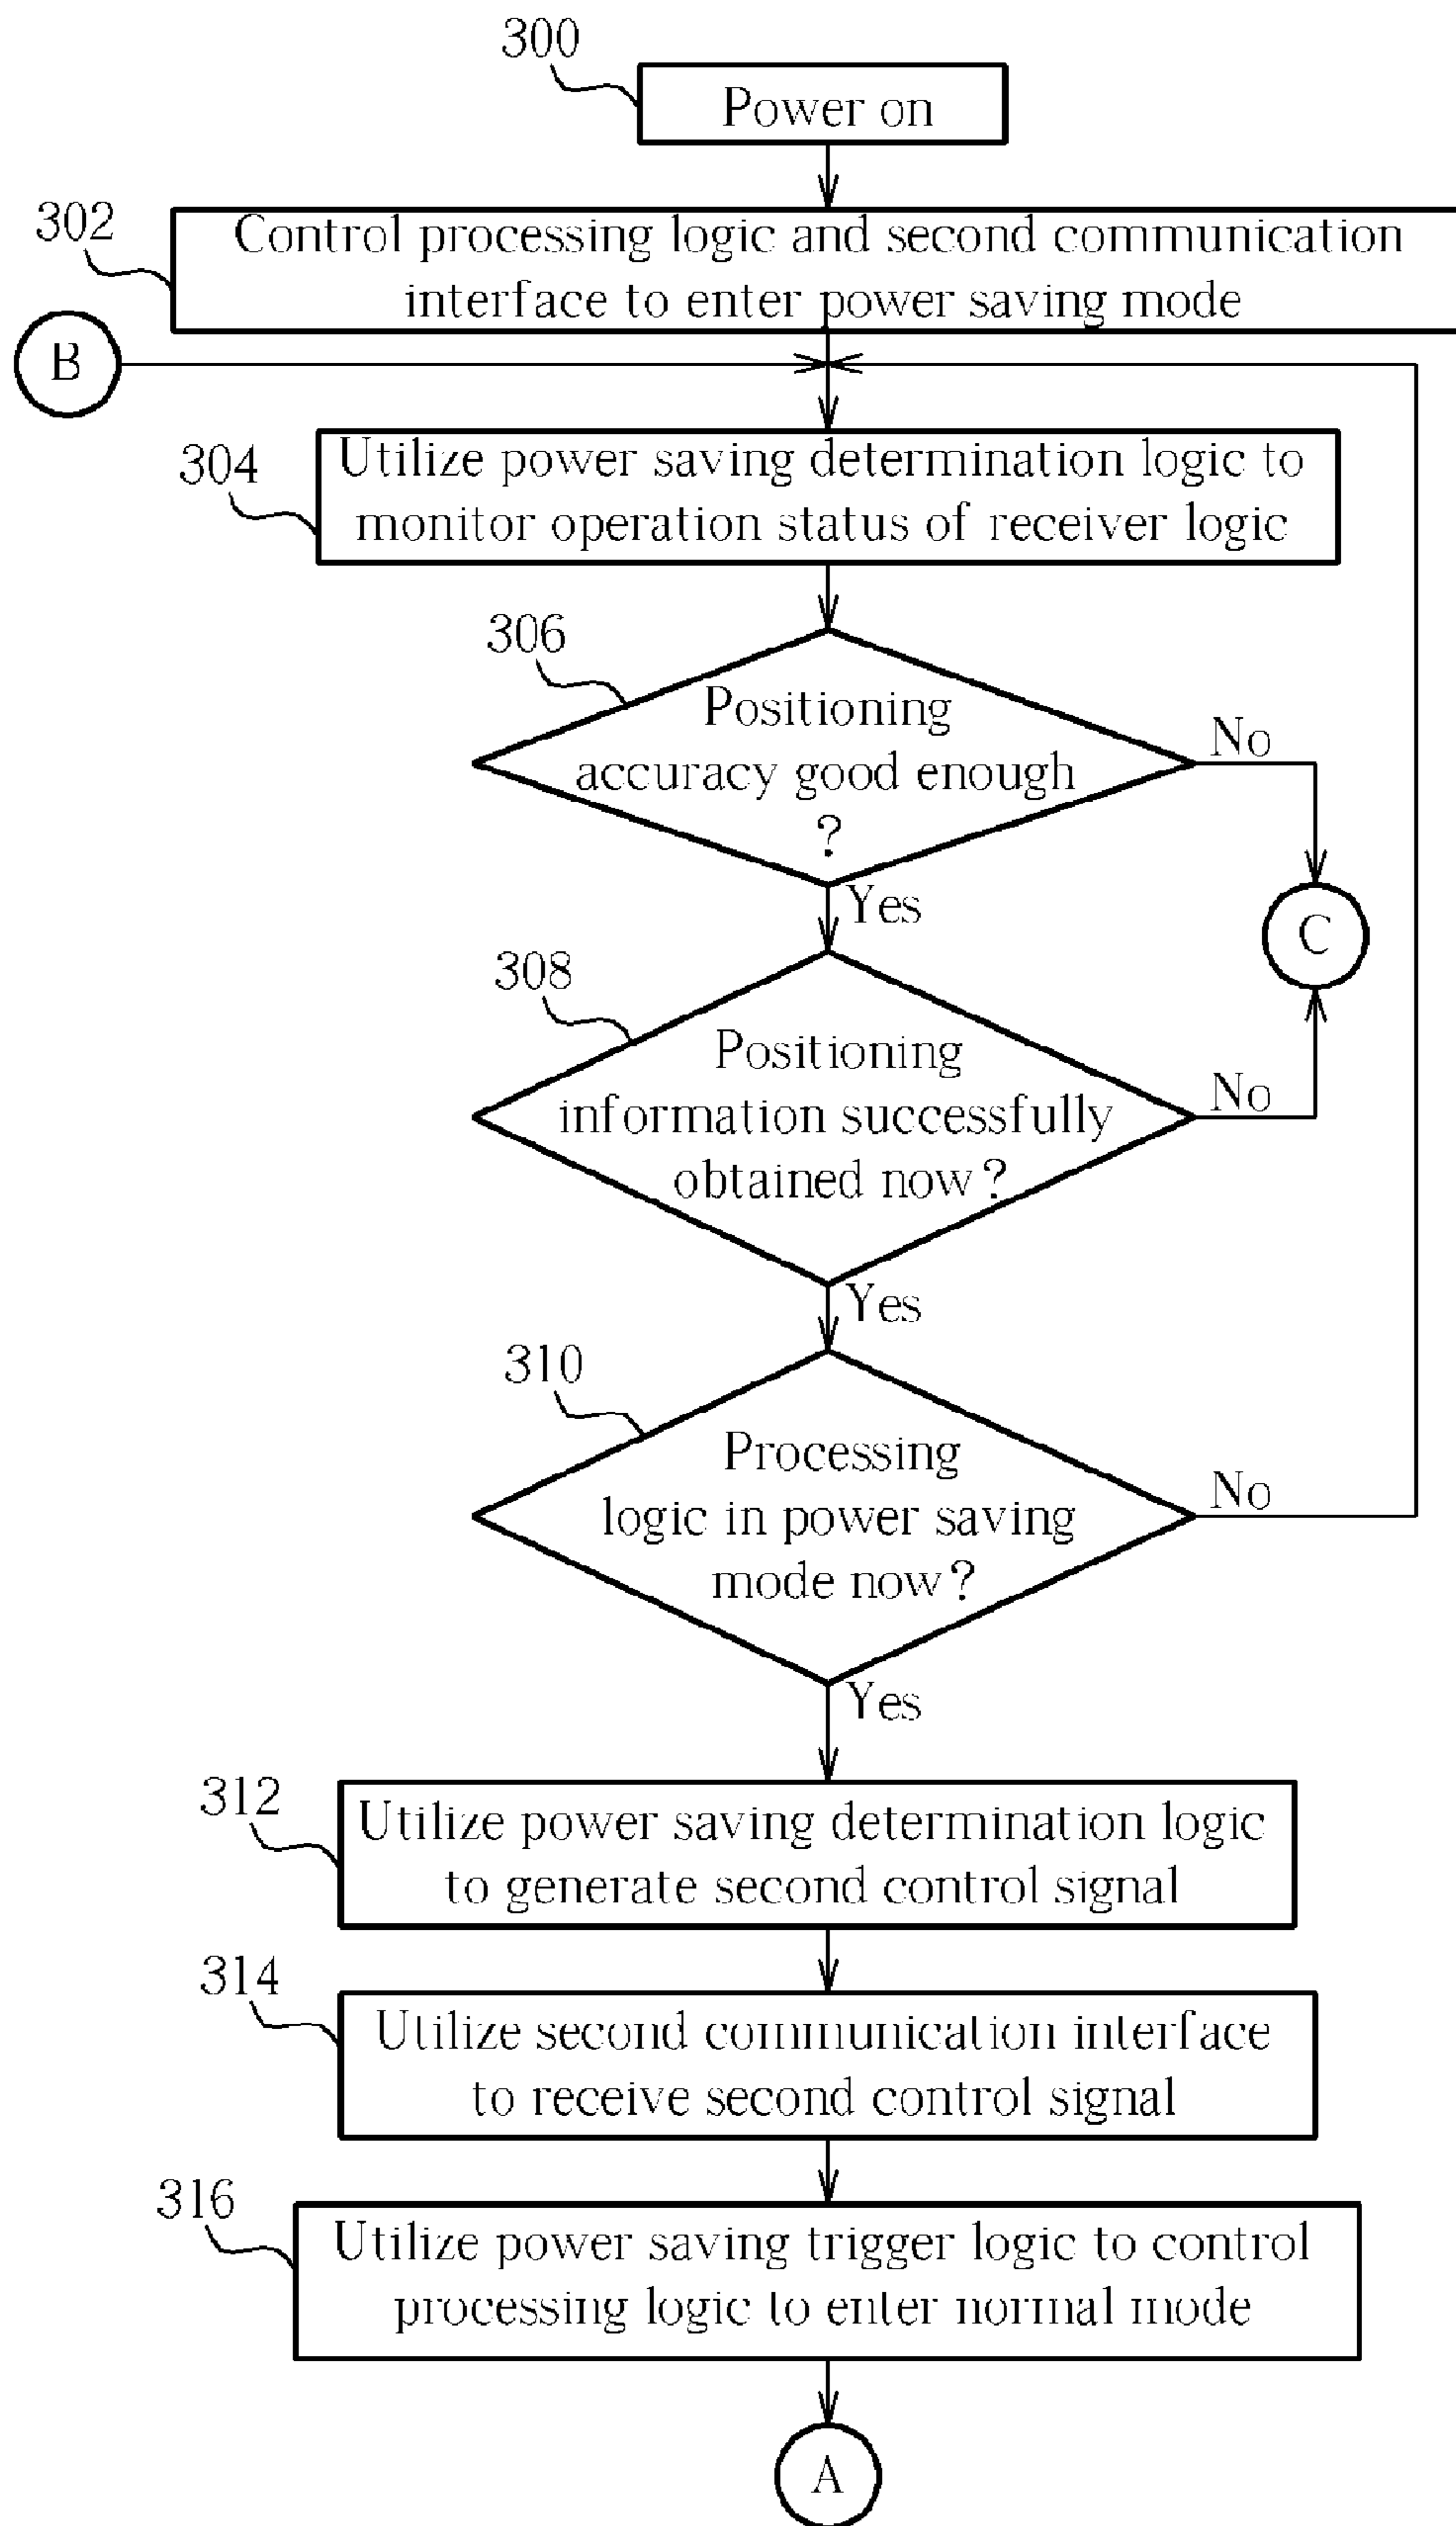 300
Power on
302
Control processing logic and second communication
interface to enter power saving mode
B
304
Utilize power saving determination logic to
monitor operation status of receiver logic
306
Positioning
accuracy good enough
?
No
Yes
C
308
Positioning
information successfully
obtained now?
No
Yes
310
Processing
logic in power saving
mode now?
No
Yes
312
Utilize power saving determination logic
to generate second control signal
314
Utilize second communication interface
to receive second control signal
316
Utilize power saving trigger logic to control
processing logic to enter normal mode
A